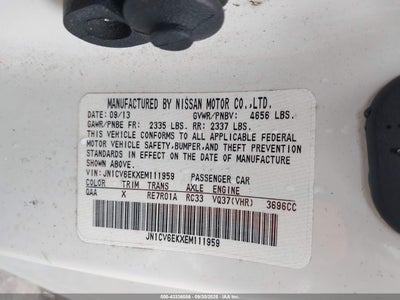 MANUFACTURED BY NISSAN MOTOR CO., LTD.
DATE: 09/13 GVWR/PNBV: 4656 LBS.
GAWR/PNBE FR: 2335 LBS. RR: 2337 LBS.
THIS VEHICLE CONFORMS TO ALL APPLICABLE FEDERAL
MOTOR VEHICLE SAFETY, BUMPER, AND THEFT PREVENTION
STANDARDS IN EFFECT ON THE DATE OF MANUFACTURE
SHOWN ABOVE.
VIN: JN1CV6EKXEM111959 PASSENGER CAR
COLOR TRIM TRANS AXLE ENGINE
QAA X RE7R01A RC33 VQ37(VHR) 3696CC
JN1CV6EKXEM111959